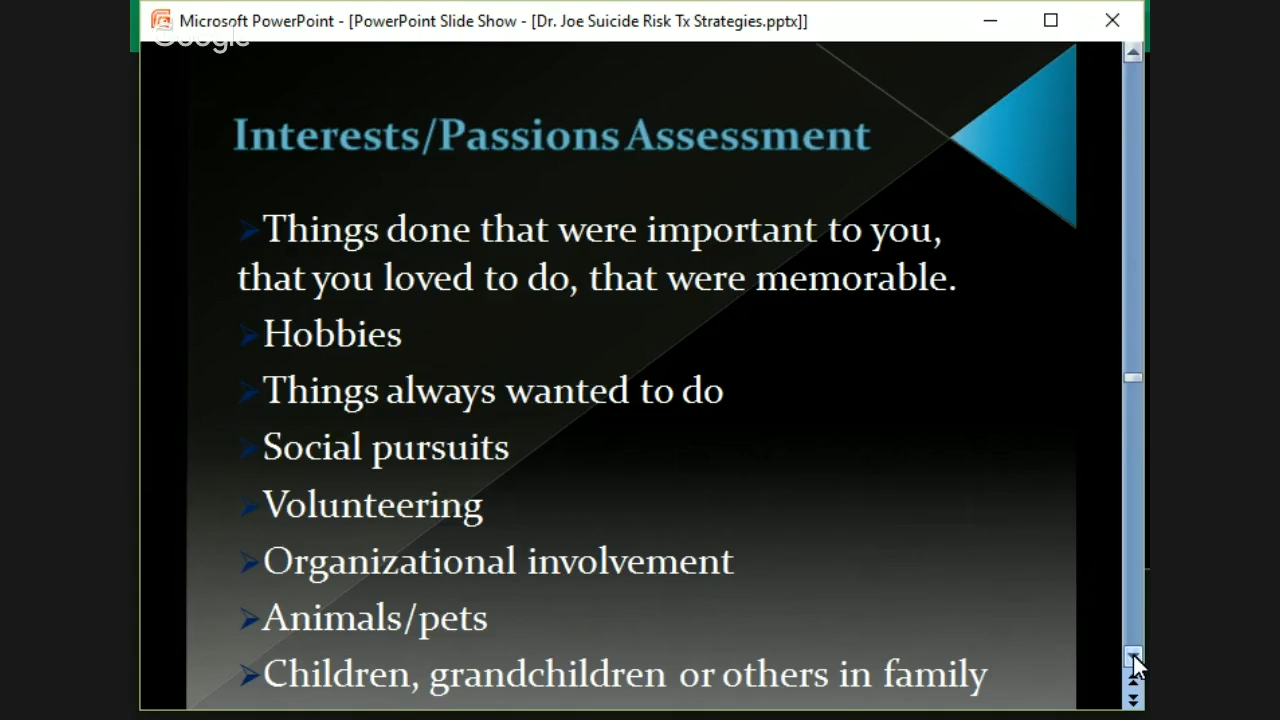 Microsoft PowerPoint - [PowerPoint Slide Show - [Dr. Joe Suicide Risk Tx Strategies.pptx]]
Google
Interests/Passions Assessment
Things done that were important to you,
that you loved to do, that were memorable.
Hobbies
Things always wanted to do
Social pursuits
Volunteering
Organizational involvement
Animals/pets
Children, grandchildren or others in family